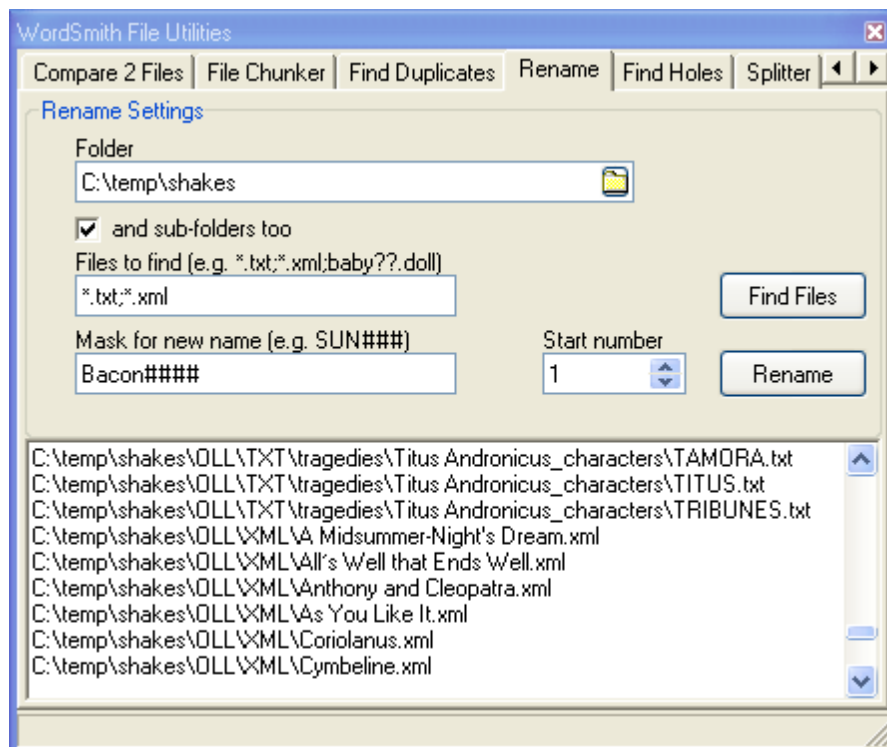 WordSmith File Utilities
Compare 2 Files File Chunker Find Duplicates Rename Find Holes Splitter
Rename Settings
Folder
C:\temp\shakes
and sub-folders too
Files to find (e.g. *.txt;*.xml;baby??.doll)
*.txt;*.xml
Find Files
Mask for new name (e.g. SUN###) Start number
Bacon#### 1 Rename
C:\temp\shakes\OLL\TXT\tragedies\Titus Andronicus_characters\TAMORA.txt
C:\temp\shakes\OLL\TXT\tragedies\Titus Andronicus_characters\TITUS.txt
C:\temp\shakes\OLL\TXT\tragedies\Titus Andronicus_characters\TRIBUNES.txt
C:\temp\shakes\OLL\XML\A Midsummer-Night's Dream.xml
C:\temp\shakes\OLL\XML\All´s Well that Ends Well.xml
C:\temp\shakes\OLL\XML\Anthony and Cleopatra.xml
C:\temp\shakes\OLL\XML\As You Like It.xml
C:\temp\shakes\OLL\XML\Coriolanus.xml
C:\temp\shakes\OLL\XML\Cymbeline.xml